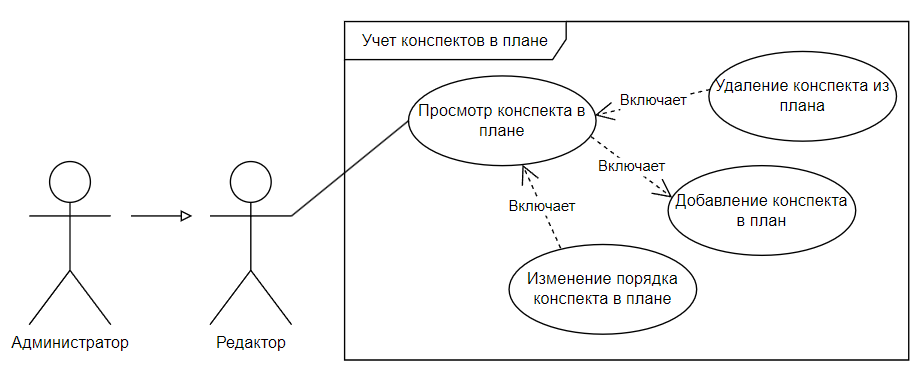 Учет конспектов в плане
Просмотр конспекта в
плане
Включает
Удаление конспекта из
плана
Включает
Добавление конспекта
в план
Включает
Изменение порядка
конспекта в плане
Администратор
Редактор